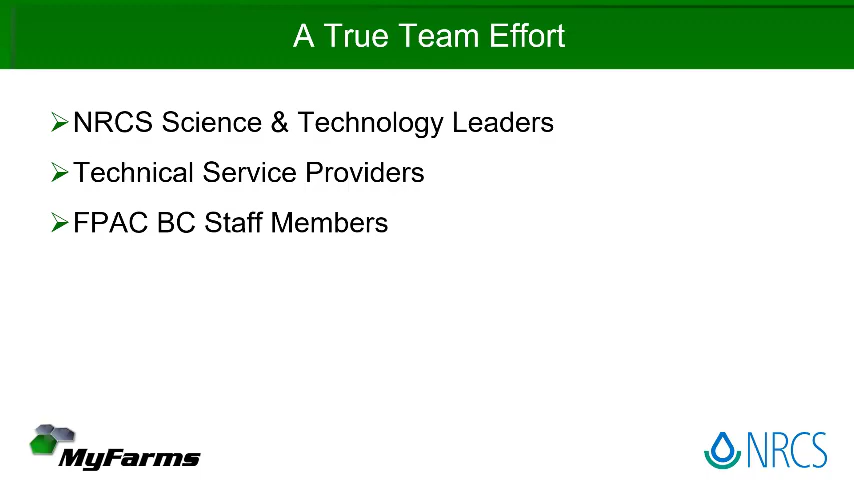 A True Team Effort
NRCS Science & Technology Leaders
Technical Service Providers
FPAC BC Staff Members
MyFarms
NRCS